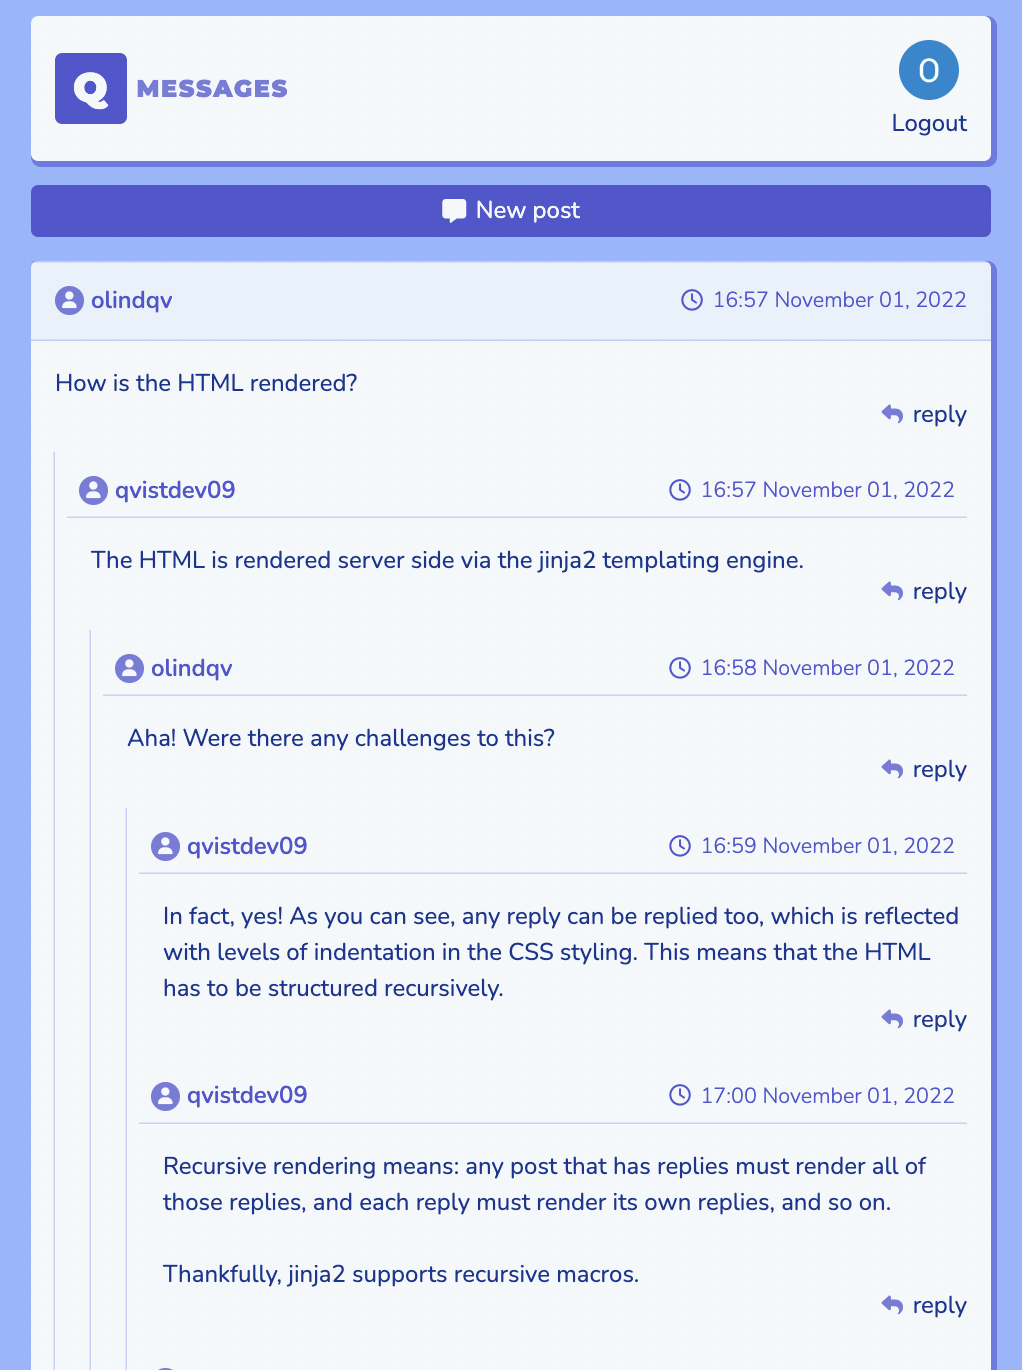 Q MESSAGES
O
Logout
New post
olindqv 16:57 November 01, 2022
How is the HTML rendered?
reply
qvistdev09 16:57 November 01, 2022
The HTML is rendered server side via the jinja2 templating engine.
reply
olindqv 16:58 November 01, 2022
Aha! Were there any challenges to this?
reply
qvistdev09 16:59 November 01, 2022
In fact, yes! As you can see, any reply can be replied too, which is reflected
with levels of indentation in the CSS styling. This means that the HTML
has to be structured recursively.
reply
qvistdev09 17:00 November 01, 2022
Recursive rendering means: any post that has replies must render all of
those replies, and each reply must render its own replies, and so on.
Thankfully, jinja2 supports recursive macros.
reply